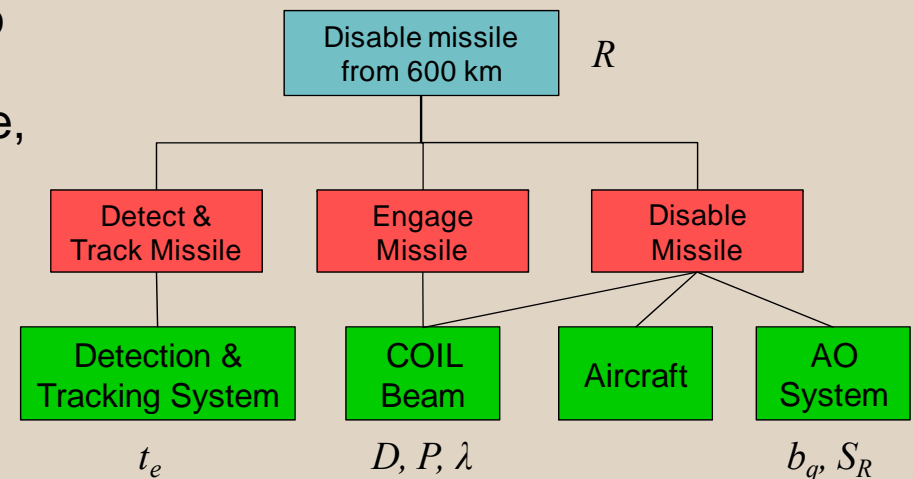 Disable missile
from 600 km
R
e,
Detect &
Track Missile
Engage
Missile
Disable
Missile
Detection &
Tracking System
COIL
Beam
Aircraft
AO
System
tₑ
D, P, λ
b_q, S_R